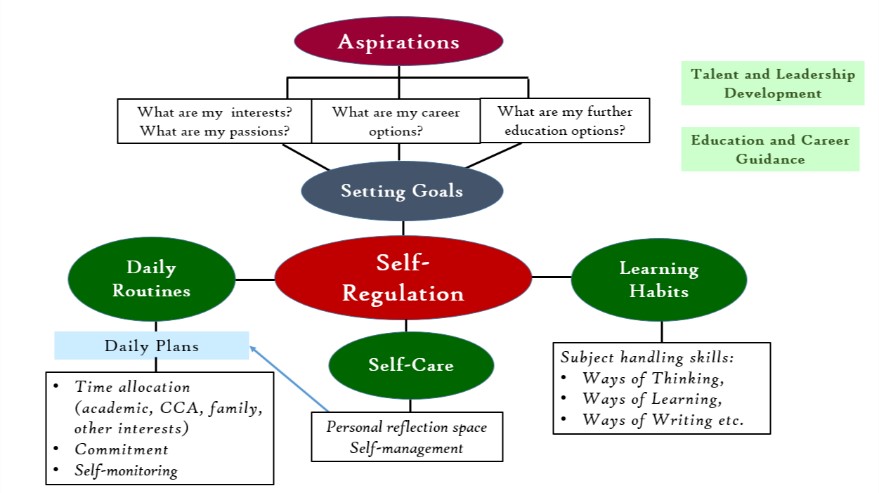 Aspirations
Talent and Leadership
Development
What are my interests?
What are my passions?
What are my career
options?
What are my further
education options?
Education and Career
Guidance
Setting Goals
Daily
Routines
Self-
Regulation
Learning
Habits
Daily Plans
Self-Care
Subject handling skills:
• Ways of Thinking,
• Ways of Learning,
• Ways of Writing etc.
• Time allocation
(academic, CCA, family,
other interests)
• Commitment
• Self-monitoring
Personal reflection space
Self-management